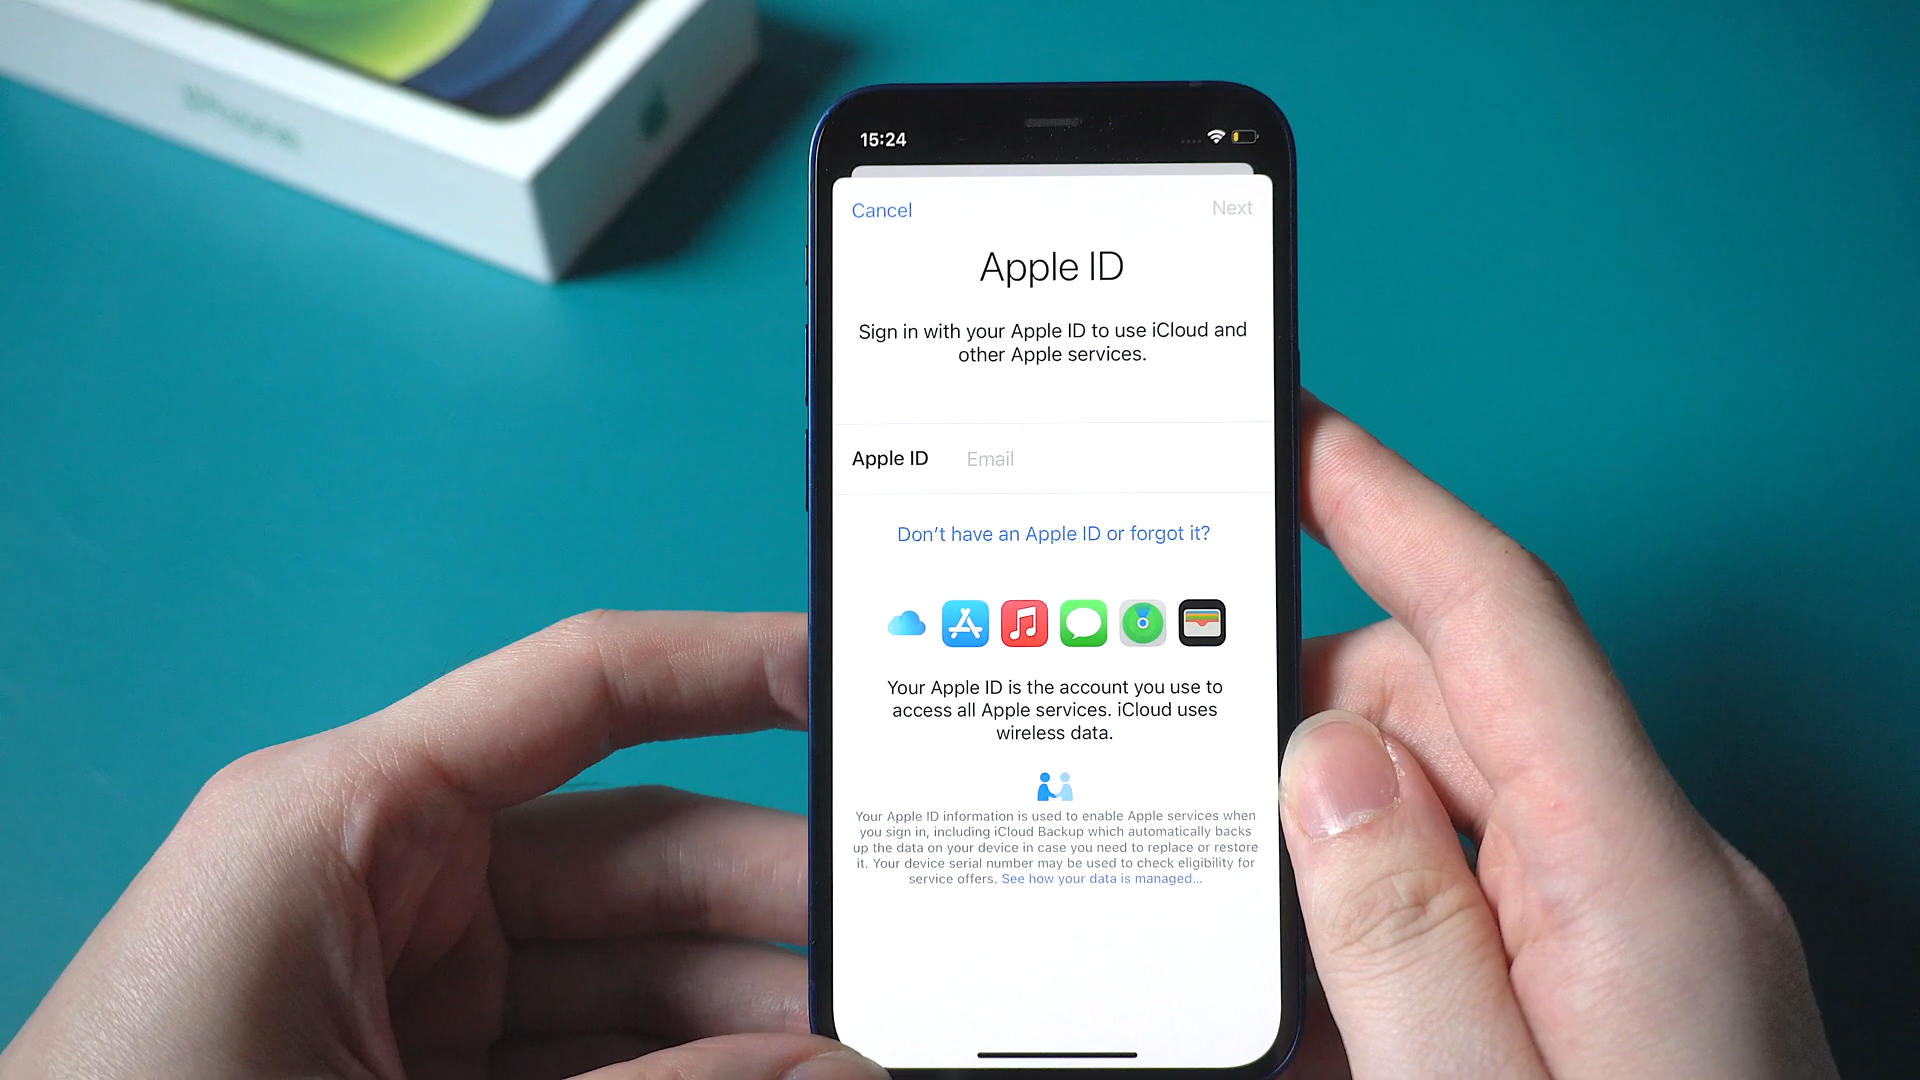 iPhone
15:24
Cancel
Next
Apple ID
Sign in with your Apple ID to use iCloud and
other Apple services.
Apple ID Email
Don't have an Apple ID or forgot it?
Your Apple ID is the account you use to
access all Apple services. iCloud uses
wireless data.
Your Apple ID information is used to enable Apple services when
you sign in, including iCloud Backup which automatically backs
up the data on your device in case you need to replace or restore
it. Your device serial number may be used to check eligibility for
service offers. See how your data is managed...